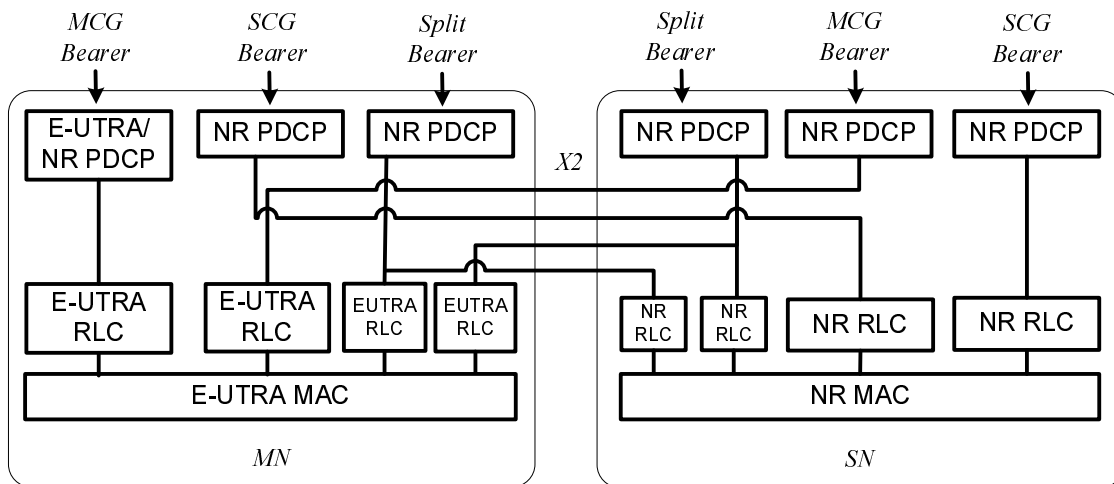 MCG
Bearer
SCG
Bearer
Split
Bearer
Split
Bearer
MCG
Bearer
SCG
Bearer
E-UTRA/
NR PDCP
NR PDCP
NR PDCP
NR PDCP
NR PDCP
NR PDCP
X2
E-UTRA
RLC
E-UTRA
RLC
EUTRA
RLC
EUTRA
RLC
NR
RLC
NR
RLC
NR RLC
NR RLC
E-UTRA MAC
NR MAC
MN
SN